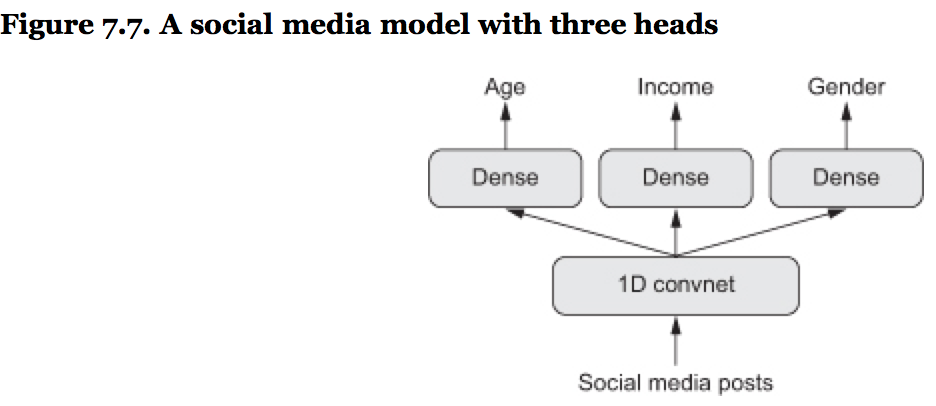 Figure 7.7. A social media model with three heads
Age Income Gender
Dense Dense Dense
1D convnet
Social media posts